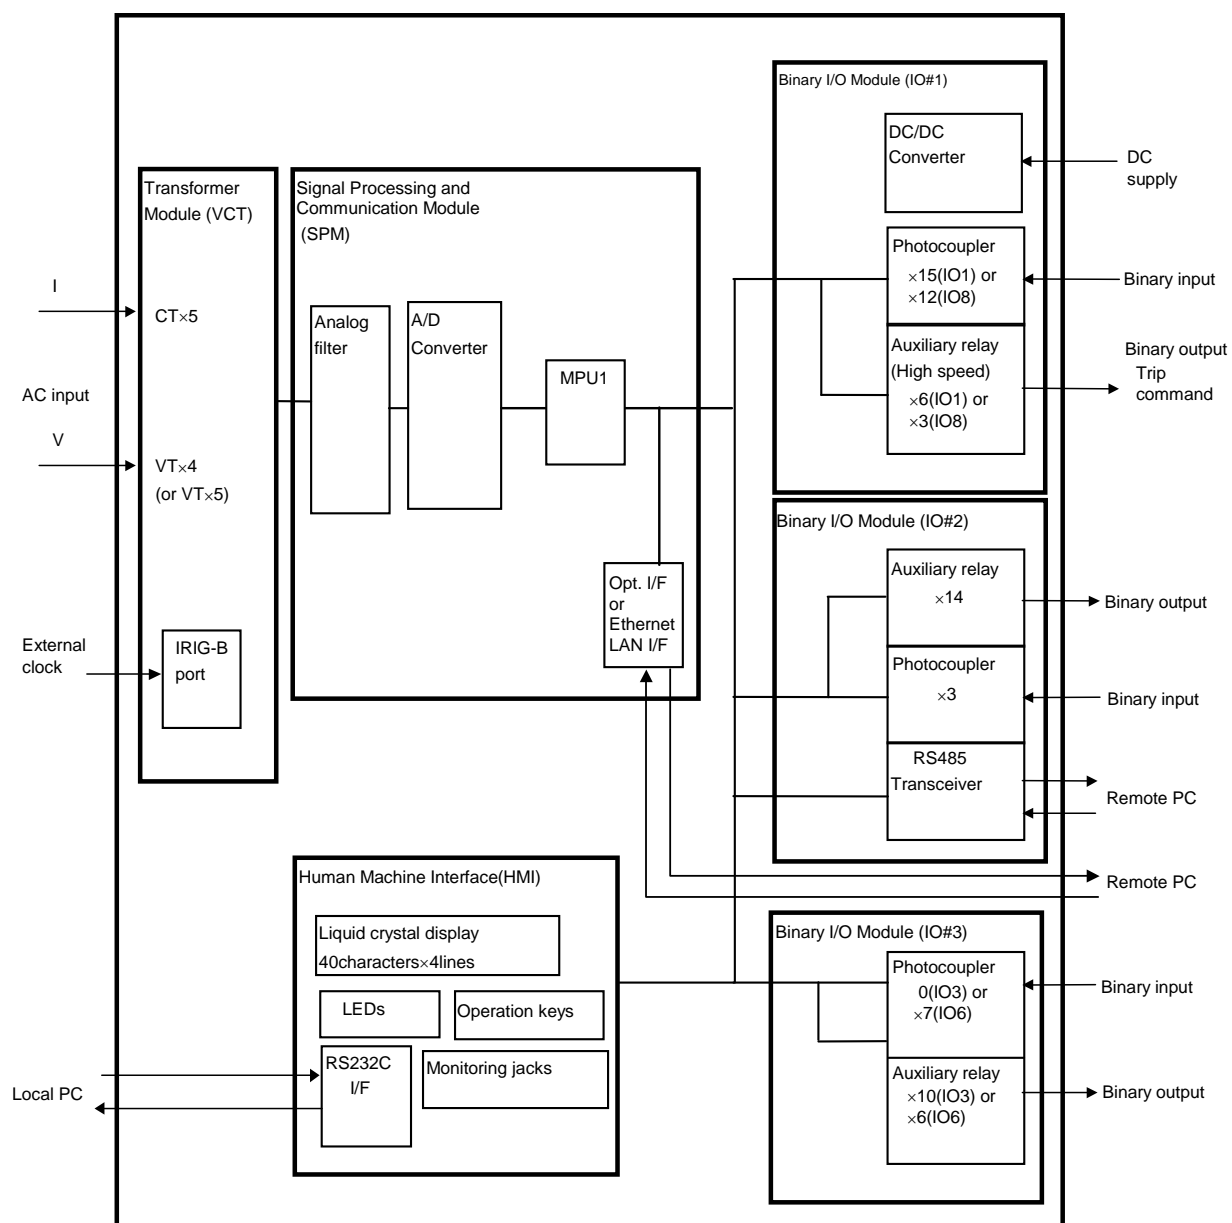 Binary I/O Module (IO#1)
DC/DC
Converter
DC
supply
Photocoupler
×15(IO1) or
×12(IO8)
Binary input
Auxiliary relay
(High speed)
×6(IO1) or
×3(IO8)
Binary output
Trip
command
Transformer
Module (VCT)
I
CT×5
AC input
V
VT×4
(or VT×5)
External
clock
IRIG-B
port
Signal Processing and
Communication Module
(SPM)
Analog
filter
A/D
Converter
MPU1
Opt. I/F
or
Ethernet
LAN I/F
Binary I/O Module (IO#2)
Auxiliary relay
×14
Binary output
Photocoupler
×3
Binary input
RS485
Transceiver
Remote PC
Remote PC
Human Machine Interface(HMI)
Liquid crystal display
40characters×4lines
LEDs
Operation keys
RS232C
I/F
Monitoring jacks
Local PC
Binary I/O Module (IO#3)
Photocoupler
0(IO3) or
×7(IO6)
Binary input
Auxiliary relay
×10(IO3) or
×6(IO6)
Binary output